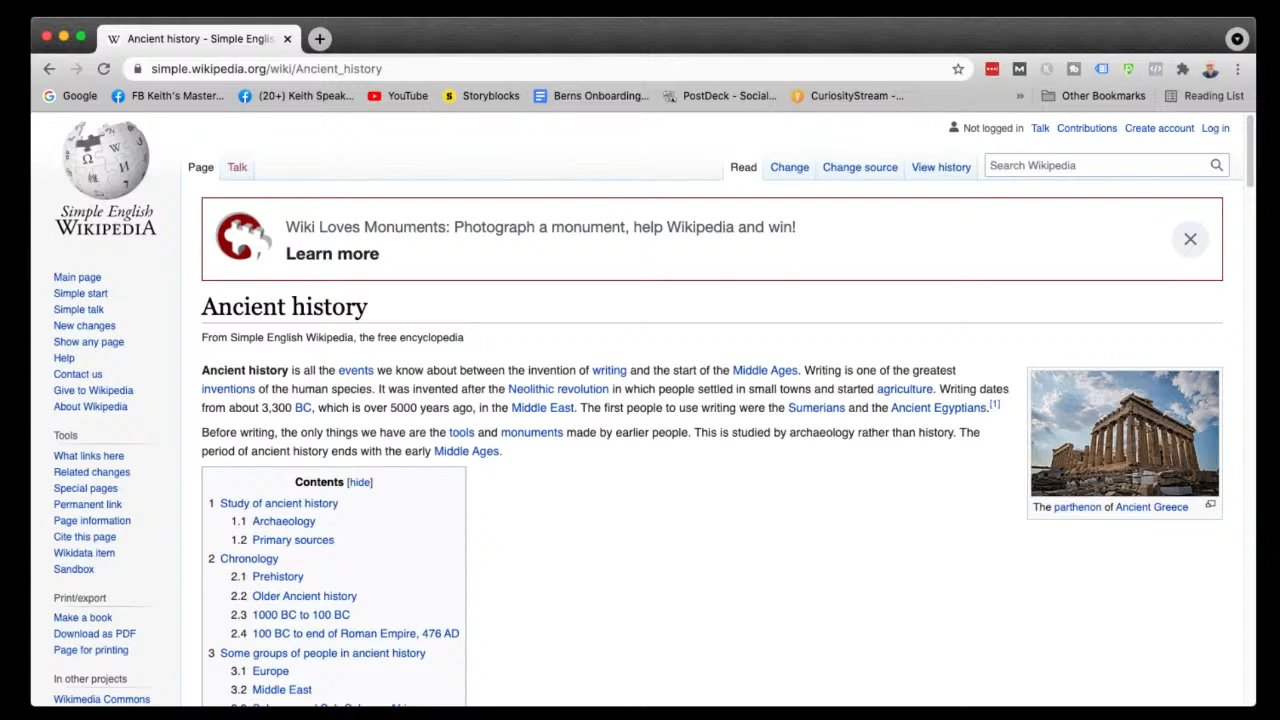 Ancient history - Simple Englis
simple.wikipedia.org/wiki/Ancient_history
Google FB Keith's Master... (20+) Keith Speak... YouTube Storyblocks Berns Onboarding... PostDeck - Social... CuriosityStream -... » Other Bookmarks Reading List
Not logged in Talk Contributions Create account Log in
Page Talk Read Change Change source View history Search Wikipedia
Simple English
WIKIPEDIA
Main page
Simple start
Simple talk
New changes
Show any page
Help
Contact us
Give to Wikipedia
About Wikipedia
Tools
What links here
Related changes
Special pages
Permanent link
Page information
Cite this page
Wikidata item
Sandbox
Print/export
Make a book
Download as PDF
Page for printing
In other projects
Wikimedia Commons
Wiki Loves Monuments: Photograph a monument, help Wikipedia and win!
Learn more
Ancient history
From Simple English Wikipedia, the free encyclopedia
Ancient history is all the events we know about between the invention of writing and the start of the Middle Ages. Writing is one of the greatest
inventions of the human species. It was invented after the Neolithic revolution in which people settled in small towns and started agriculture. Writing dates
from about 3,300 BC, which is over 5000 years ago, in the Middle East. The first people to use writing were the Sumerians and the Ancient Egyptians.[1]
Before writing, the only things we have are the tools and monuments made by earlier people. This is studied by archaeology rather than history. The
period of ancient history ends with the early Middle Ages.
The parthenon of Ancient Greece
Contents [hide]
1 Study of ancient history
1.1 Archaeology
1.2 Primary sources
2 Chronology
2.1 Prehistory
2.2 Older Ancient history
2.3 1000 BC to 100 BC
2.4 100 BC to end of Roman Empire, 476 AD
3 Some groups of people in ancient history
3.1 Europe
3.2 Middle East